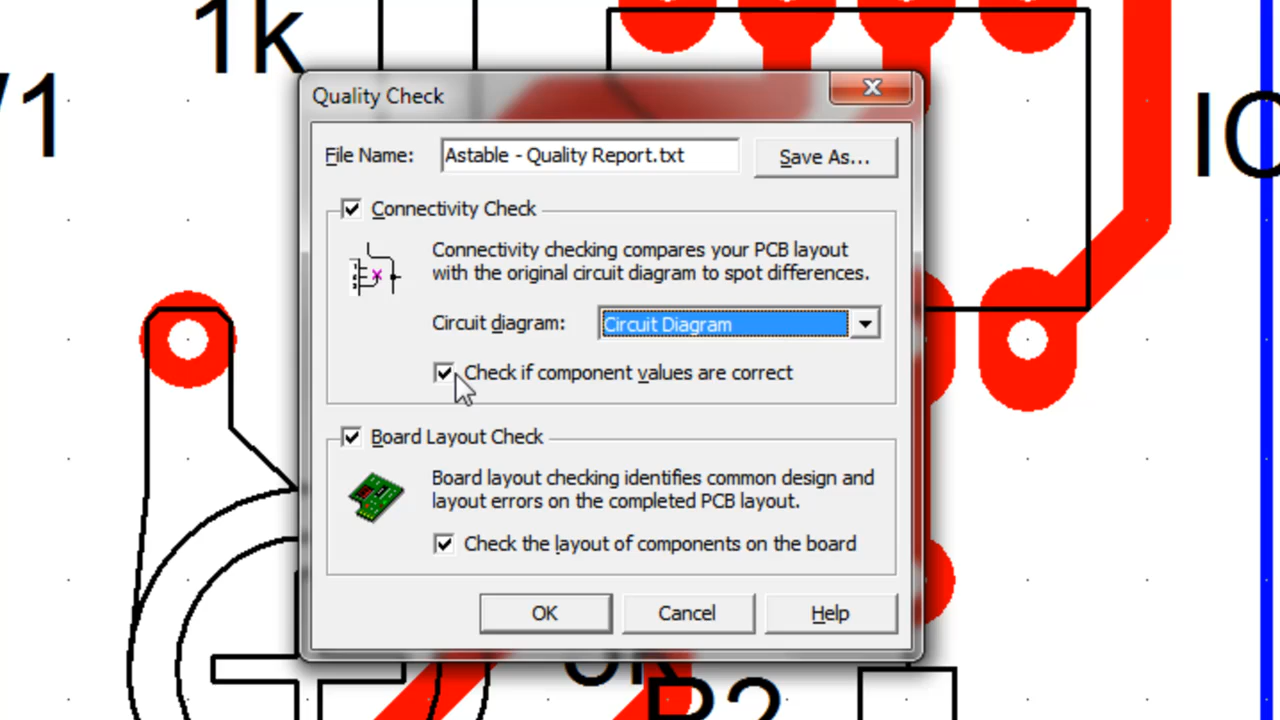 1k
1
IC
Quality Check
File Name: Astable - Quality Report.txt Save As...
Connectivity Check
Connectivity checking compares your PCB layout
with the original circuit diagram to spot differences.
Circuit diagram: Circuit Diagram
Check if component values are correct
Board Layout Check
Board layout checking identifies common design and
layout errors on the completed PCB layout.
Check the layout of components on the board
OK Cancel Help
R2